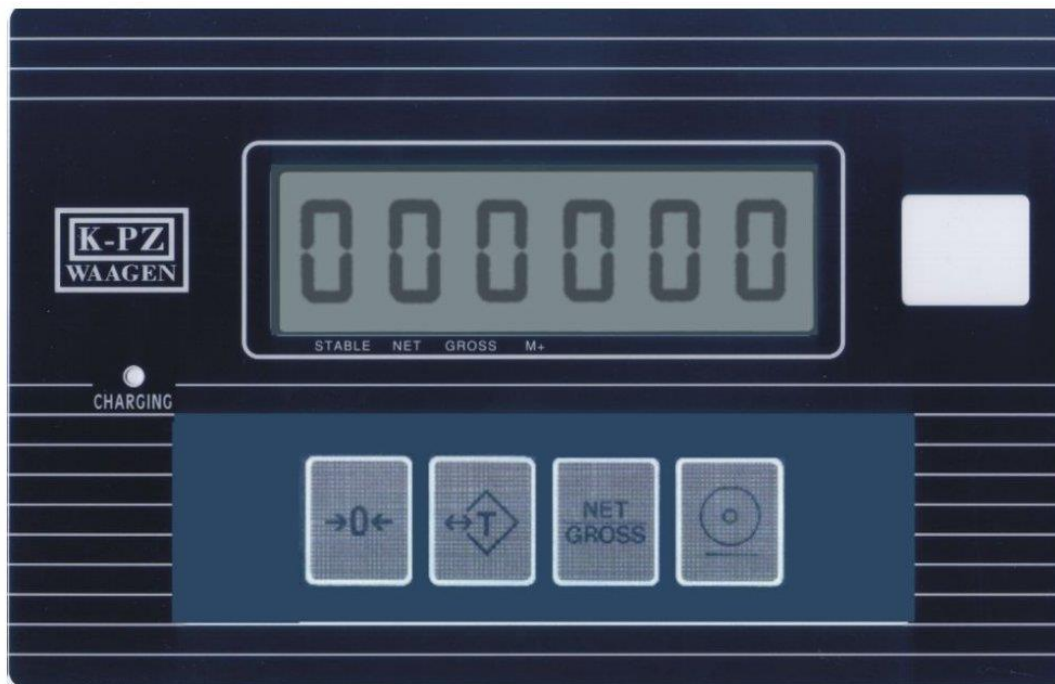 000000
K-PZ
WAAGEN
STABLE NET GROSS M+
CHARGING
→0←
↔T
NET
GROSS